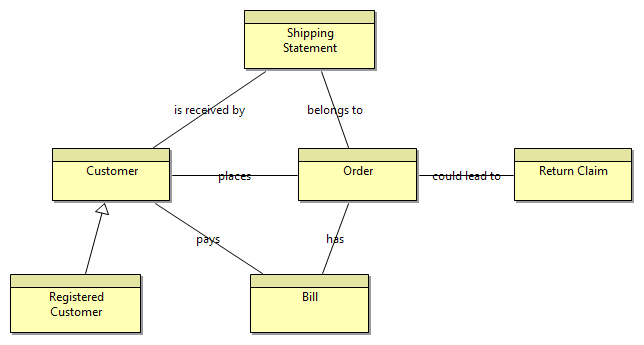 Shipping
Statement
is received by
belongs to
Customer
places
Order
could lead to
Return Claim
pays
has
Registered
Customer
Bill